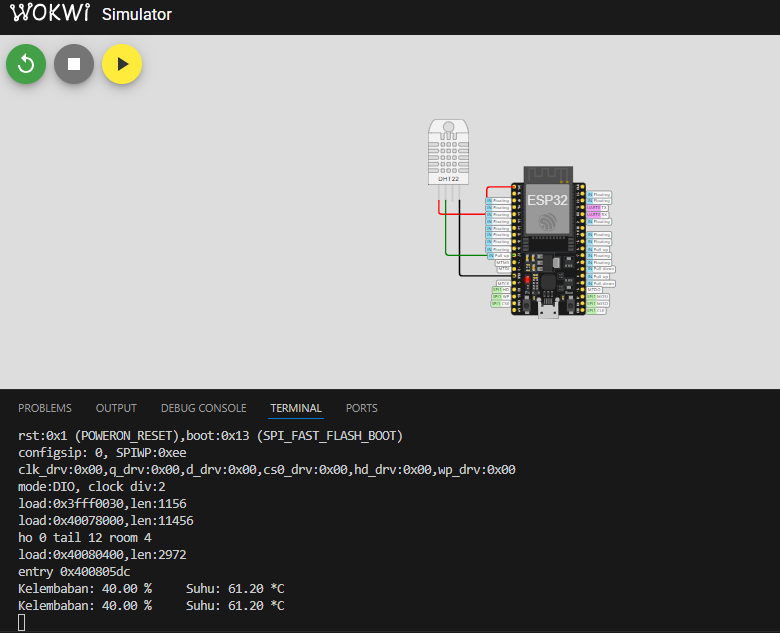 WOKWi Simulator
DHT22
ESP32
PROBLEMS OUTPUT DEBUG CONSOLE TERMINAL PORTS
rst:0x1 (POWERON_RESET),boot:0x13 (SPI_FAST_FLASH_BOOT)
configsip: 0, SPIWP:0xee
clk_drv:0x00,q_drv:0x00,d_drv:0x00,cs0_drv:0x00,hd_drv:0x00,wp_drv:0x00
mode:DIO, clock div:2
load:0x3fff0030,len:1156
load:0x40078000,len:11456
ho 0 tail 12 room 4
load:0x40080400,len:2972
entry 0x400805dc
Kelembaban: 40.00 % Suhu: 61.20 *C
Kelembaban: 40.00 % Suhu: 61.20 *C